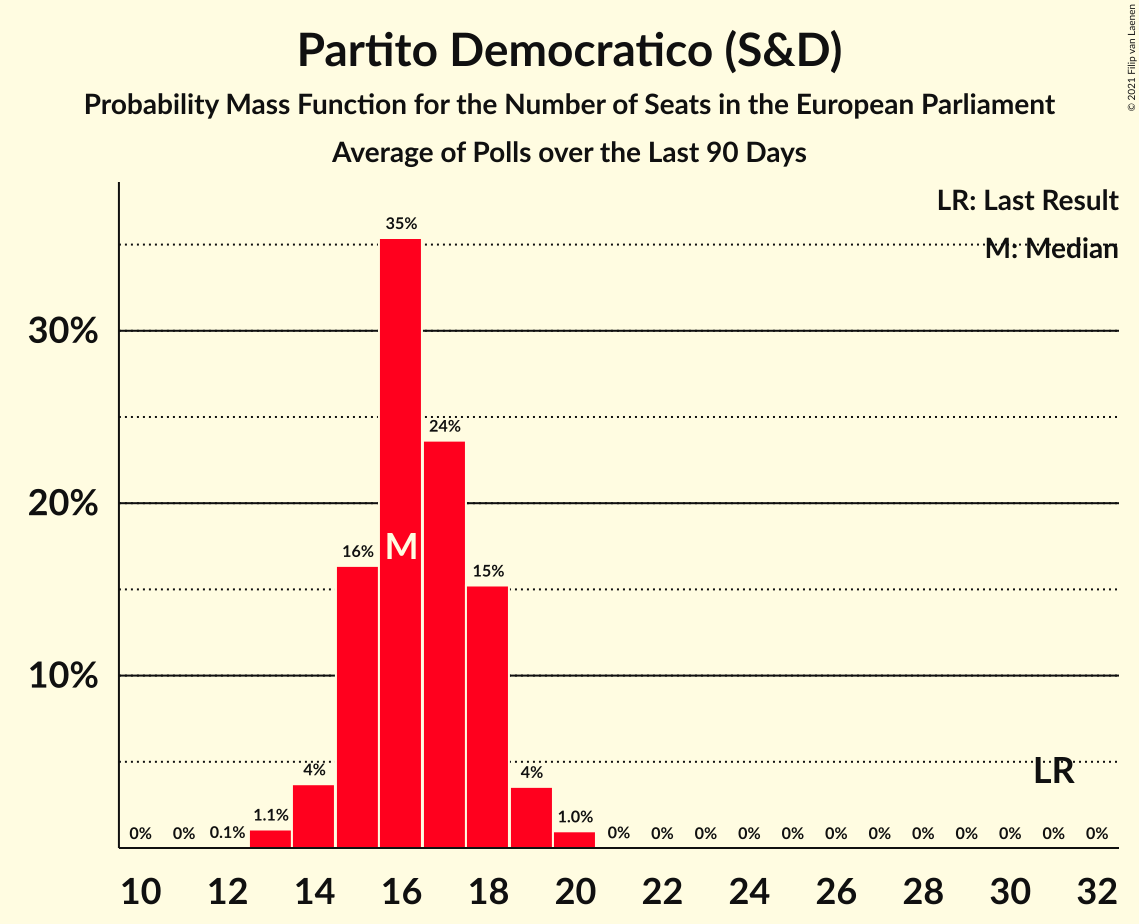 Partito Democratico (S&D)
Probability Mass Function for the Number of Seats in the European Parliament
Average of Polls over the Last 90 Days
© 2021 Filip van Laenen
LR: Last Result
M: Median
30%
20%
10%
0% 0% 0.1% 1.1% 4% 16% 35% 24% 15% 4% 1.0% 0% 0% 0% 0% 0% 0% 0% 0% 0% 0% 0% 0%
M
LR
10 12 14 16 18 20 22 24 26 28 30 32